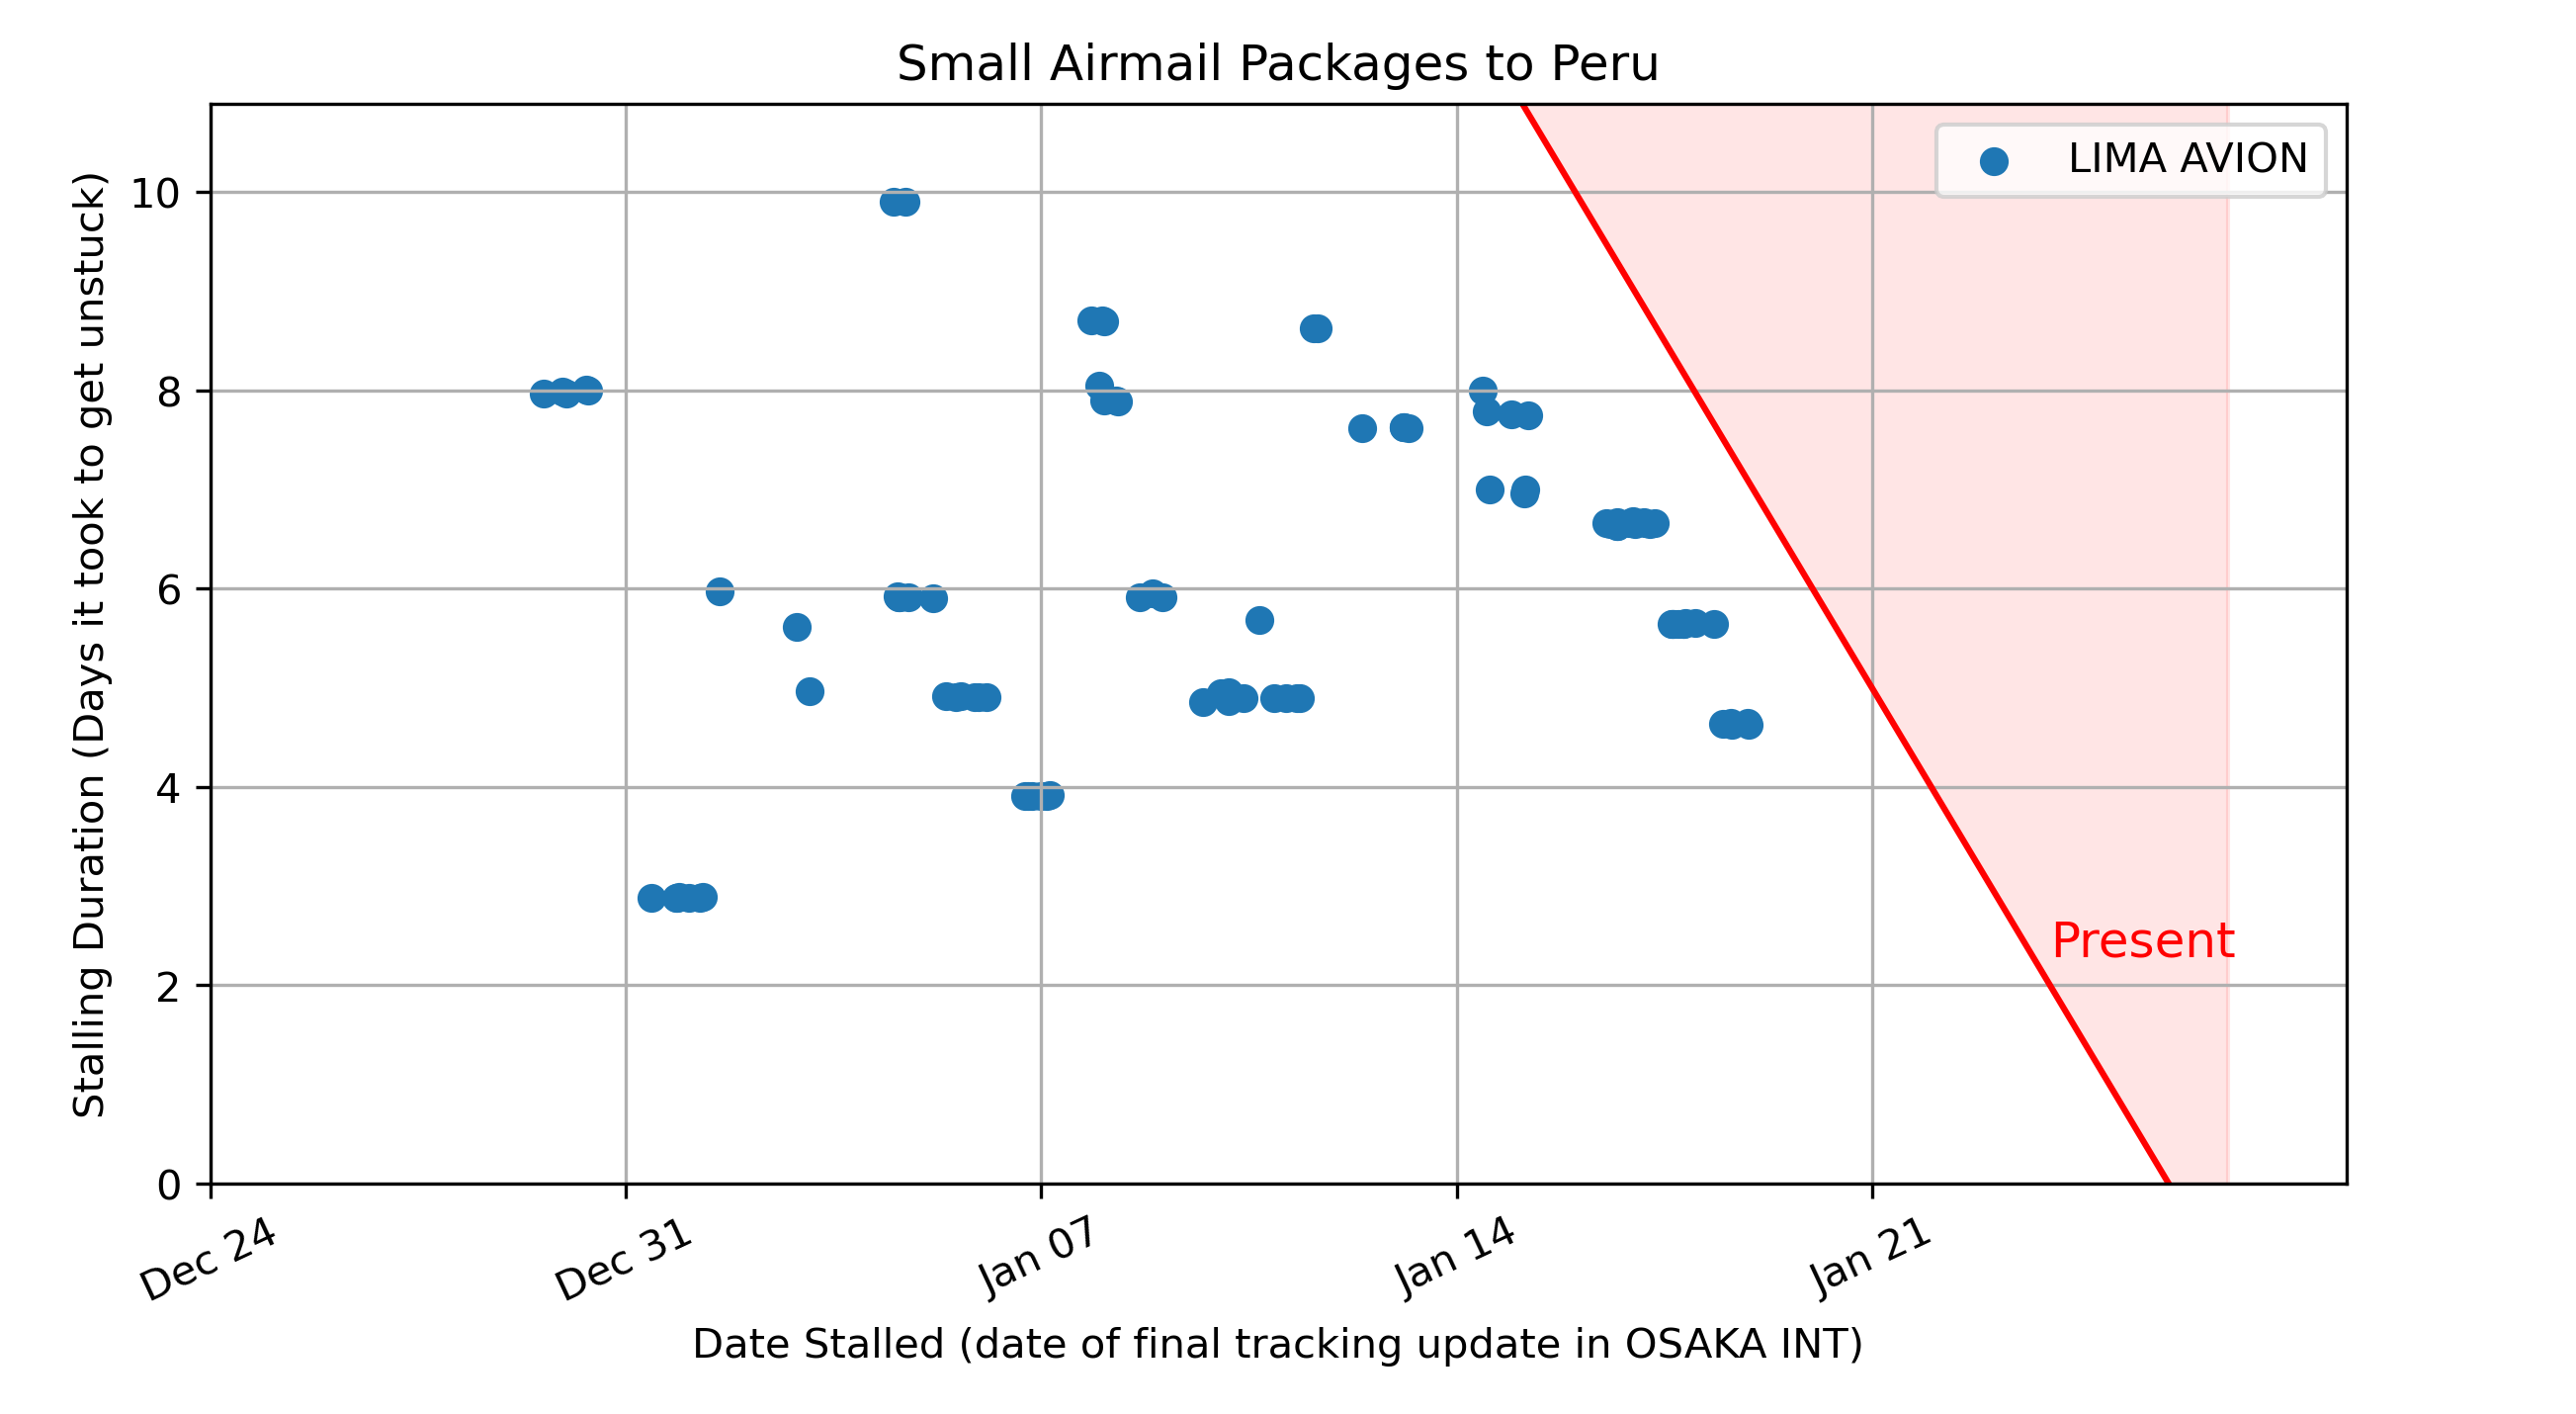 Small Airmail Packages to Peru
LIMA AVION
Stalling Duration (Days it took to get unstuck)
10
8
6
4
2
0
Present
Dec 24
Dec 31
Jan 07
Jan 14
Jan 21
Date Stalled (date of final tracking update in OSAKA INT)